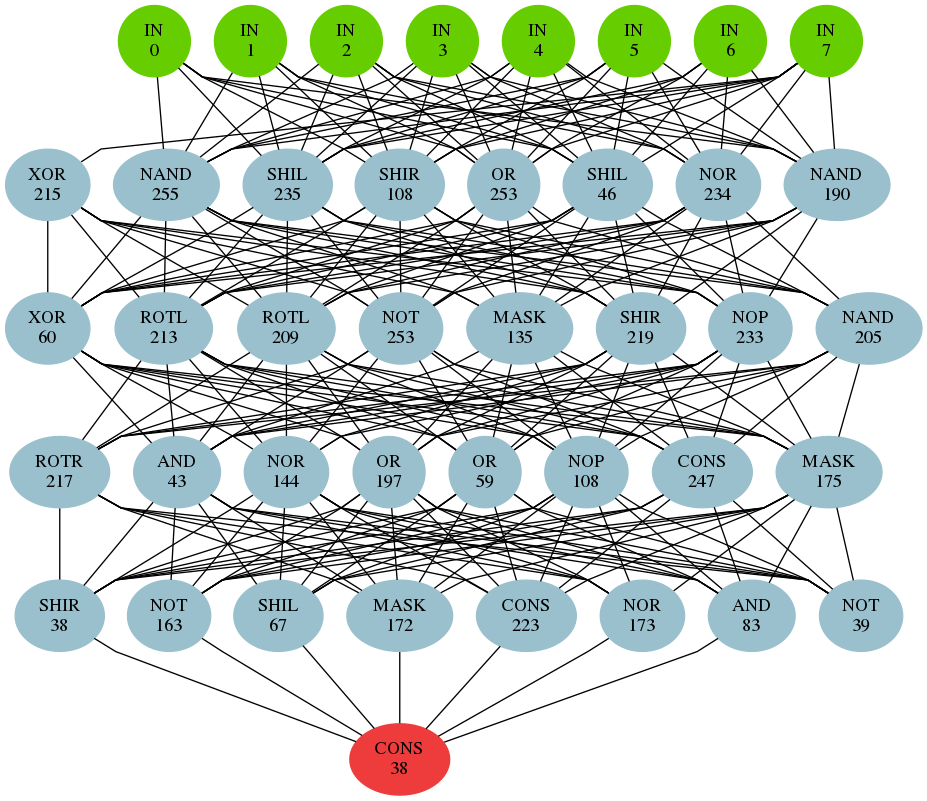 IN
0
IN
1
IN
2
IN
3
IN
4
IN
5
IN
6
IN
7
XOR
215
NAND
255
SHIL
235
SHIR
108
OR
253
SHIL
46
NOR
234
NAND
190
XOR
60
ROTL
213
ROTL
209
NOT
253
MASK
135
SHIR
219
NOP
233
NAND
205
ROTR
217
AND
43
NOR
144
OR
197
OR
59
NOP
108
CONS
247
MASK
175
SHIR
38
NOT
163
SHIL
67
MASK
172
CONS
223
NOR
173
AND
83
NOT
39
CONS
38